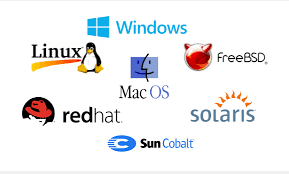 Windows
Linux
FreeBSD
Mac OS
redhat
solaris
Sun Cobalt